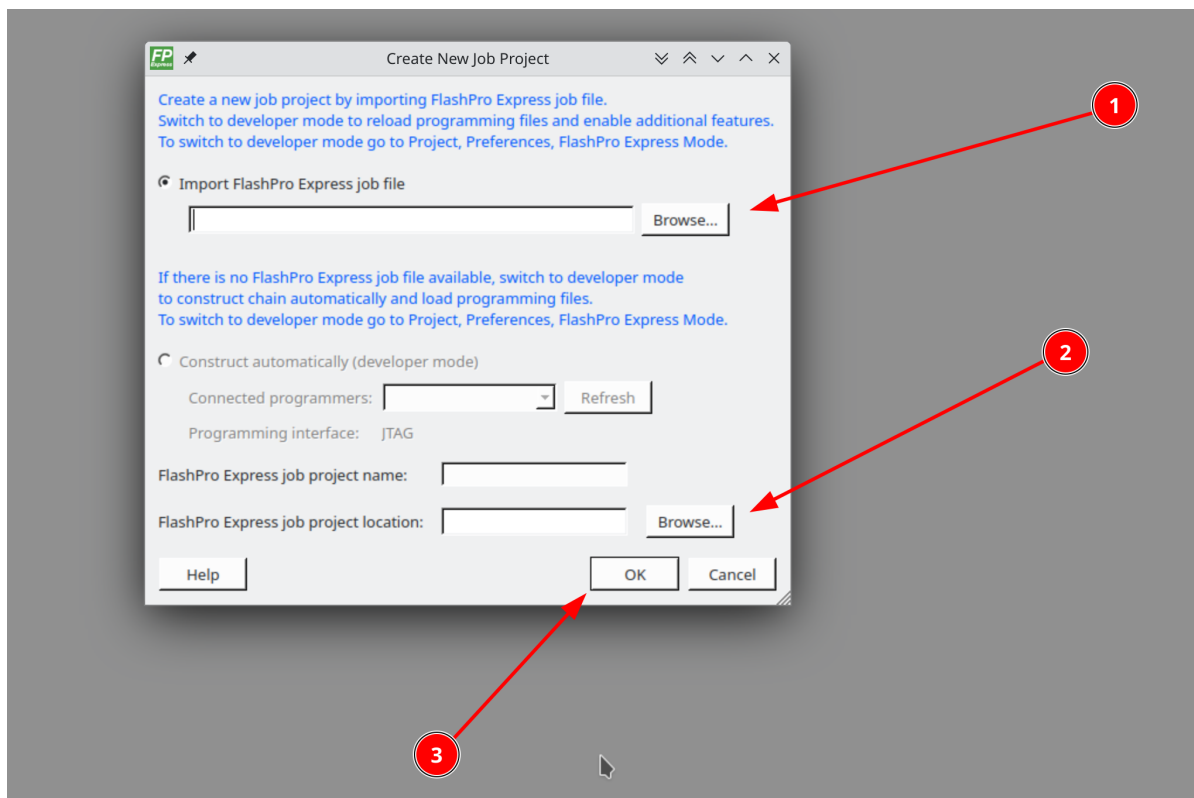 FP
Express
Create New Job Project
Create a new job project by importing FlashPro Express job file.
Switch to developer mode to reload programming files and enable additional features.
To switch to developer mode go to Project, Preferences, FlashPro Express Mode.
1
Import FlashPro Express job file
Browse...
If there is no FlashPro Express job file available, switch to developer mode
to construct chain automatically and load programming files.
To switch to developer mode go to Project, Preferences, FlashPro Express Mode.
2
Construct automatically (developer mode)
Connected programmers:
Refresh
Programming interface: JTAG
FlashPro Express job project name:
FlashPro Express job project location:
Browse...
Help
OK
Cancel
3